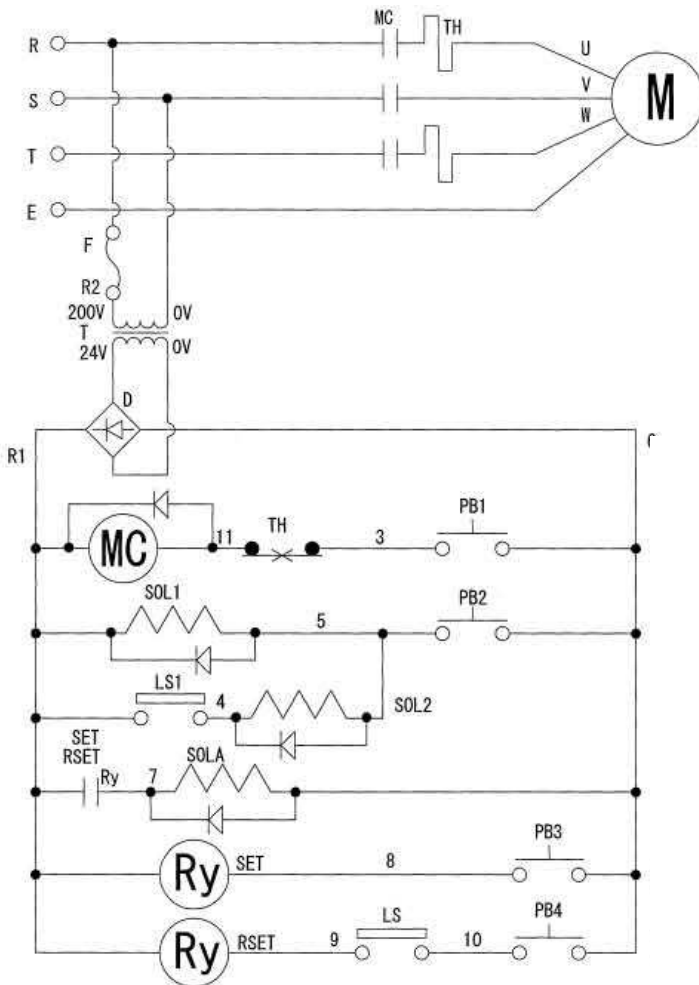 MC TH
R U
S V M
W
T
E
F
R2
200V 0V
T
24V 0V
D
R1
PB1
TH
MC 11 3
SOL1 PB2
5
LS1
4 SOL2
SET
RSET SOLA
Ry 7
PB3
Ry SET 8
LS PB4
Ry RSET 9 10